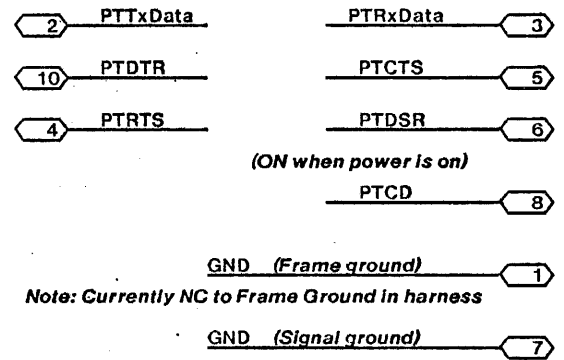 2 PTTxData PTRxData 3
10 PTDTR PTCTS 5
4 PTRTS PTDSR 6
(ON when power is on)
PTCD 8
GND (Frame ground) 1
Note: Currently NC to Frame Ground in harness
GND (Signal ground) 7